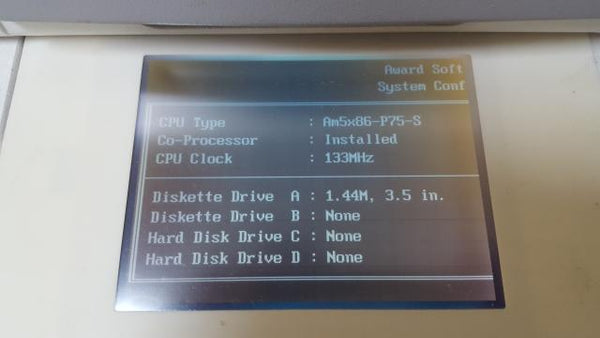 Award Soft
System Conf
CPU Type : Am5x86-P75-S
Co-Processor : Installed
CPU Clock : 133MHz
Diskette Drive A : 1.44M, 3.5 in.
Diskette Drive B : None
Hard Disk Drive C : None
Hard Disk Drive D : None